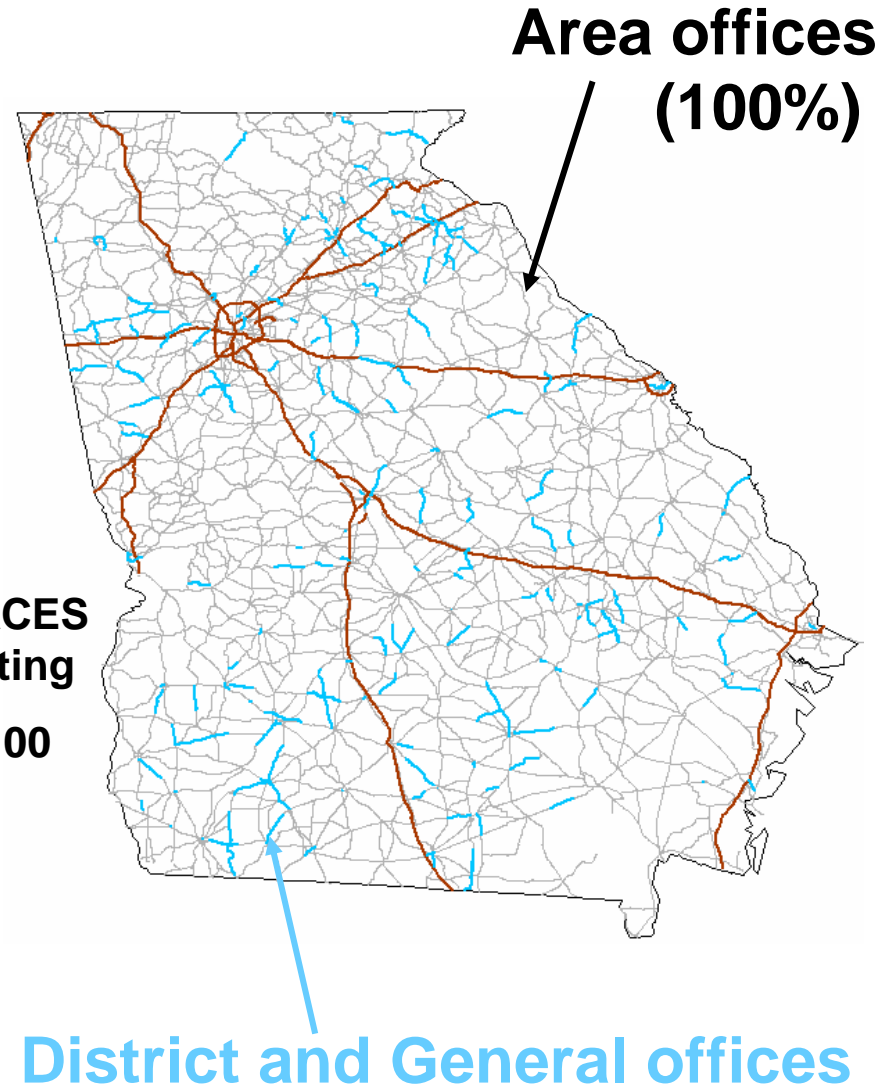 Area offices
(100%)
CES
ting
00
District and General offices